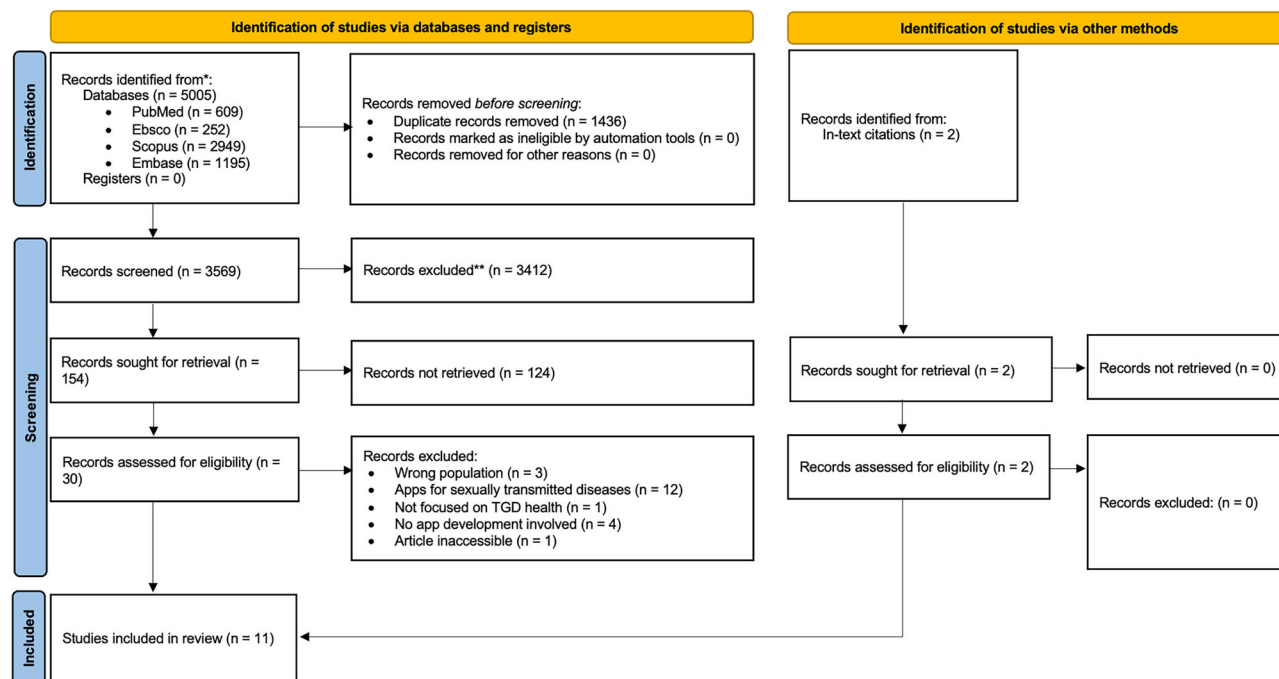 Identification of studies via databases and registers
Identification of studies via other methods
Identification
Records identified from*:
Databases (n = 5005)
• PubMed (n = 609)
• Ebsco (n = 252)
• Scopus (n = 2949)
• Embase (n = 1195)
Registers (n = 0)
Records removed before screening:
• Duplicate records removed (n = 1436)
• Records marked as ineligible by automation tools (n = 0)
• Records removed for other reasons (n = 0)
Records identified from:
In-text citations (n = 2)
Screening
Records screened (n = 3569)
Records excluded** (n = 3412)
Records sought for retrieval (n =
154)
Records not retrieved (n = 124)
Records sought for retrieval (n = 2)
Records not retrieved (n = 0)
Records assessed for eligibility (n =
30)
Records excluded:
• Wrong population (n = 3)
• Apps for sexually transmitted diseases (n = 12)
• Not focused on TGD health (n = 1)
• No app development involved (n = 4)
• Article inaccessible (n = 1)
Records assessed for eligibility (n = 2)
Records excluded: (n = 0)
Included
Studies included in review (n = 11)